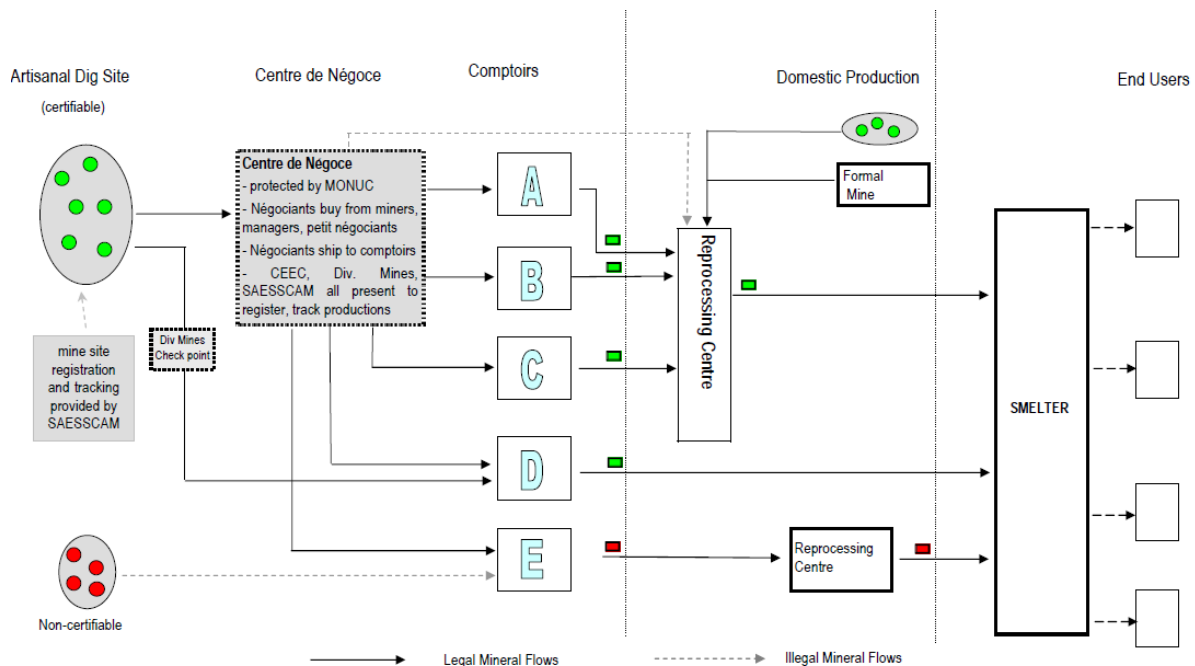 Artisanal Dig Site
(certifiable)
Centre de Négoce
Comptoirs
Domestic Production
End Users
Centre de Négoce
- protected by MONUC
- Négociants buy from miners,
managers, petit négociants
- Négociants ship to comptoirs
- CEEC, Div. Mines,
SAESSCAM all present to
register, track productions
A
B
C
D
E
Formal
Mine
Reprocessing Centre
SMELTER
mine site
registration
and tracking
provided by
SAESSCAM
Div Mines
Check point
Reprocessing
Centre
Non-certifiable
Legal Mineral Flows
Illegal Mineral Flows